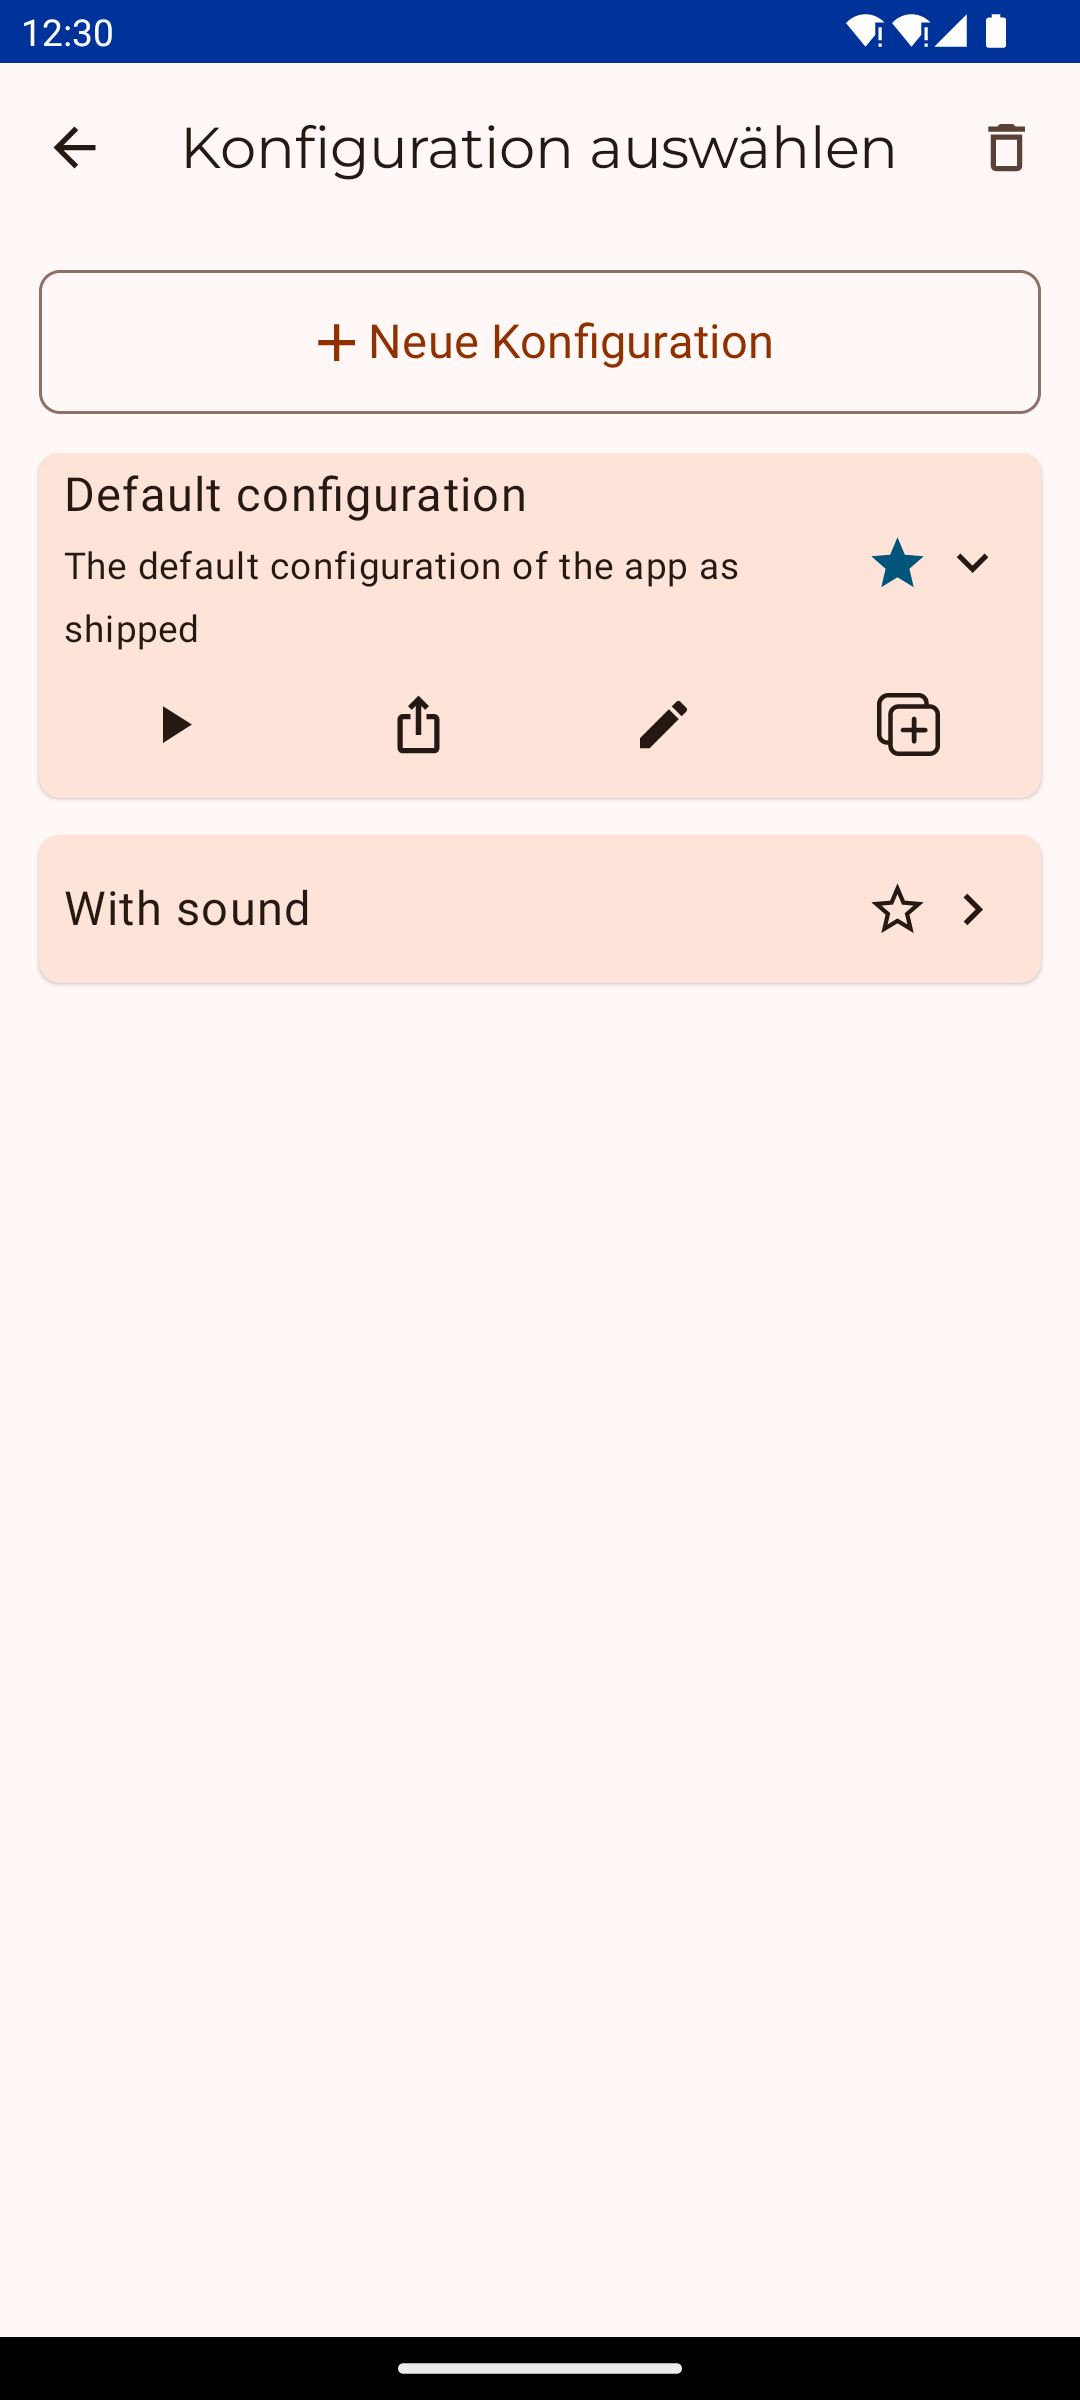 12:30
Konfiguration auswählen
Neue Konfiguration
Default configuration
The default configuration of the app as
shipped
With sound